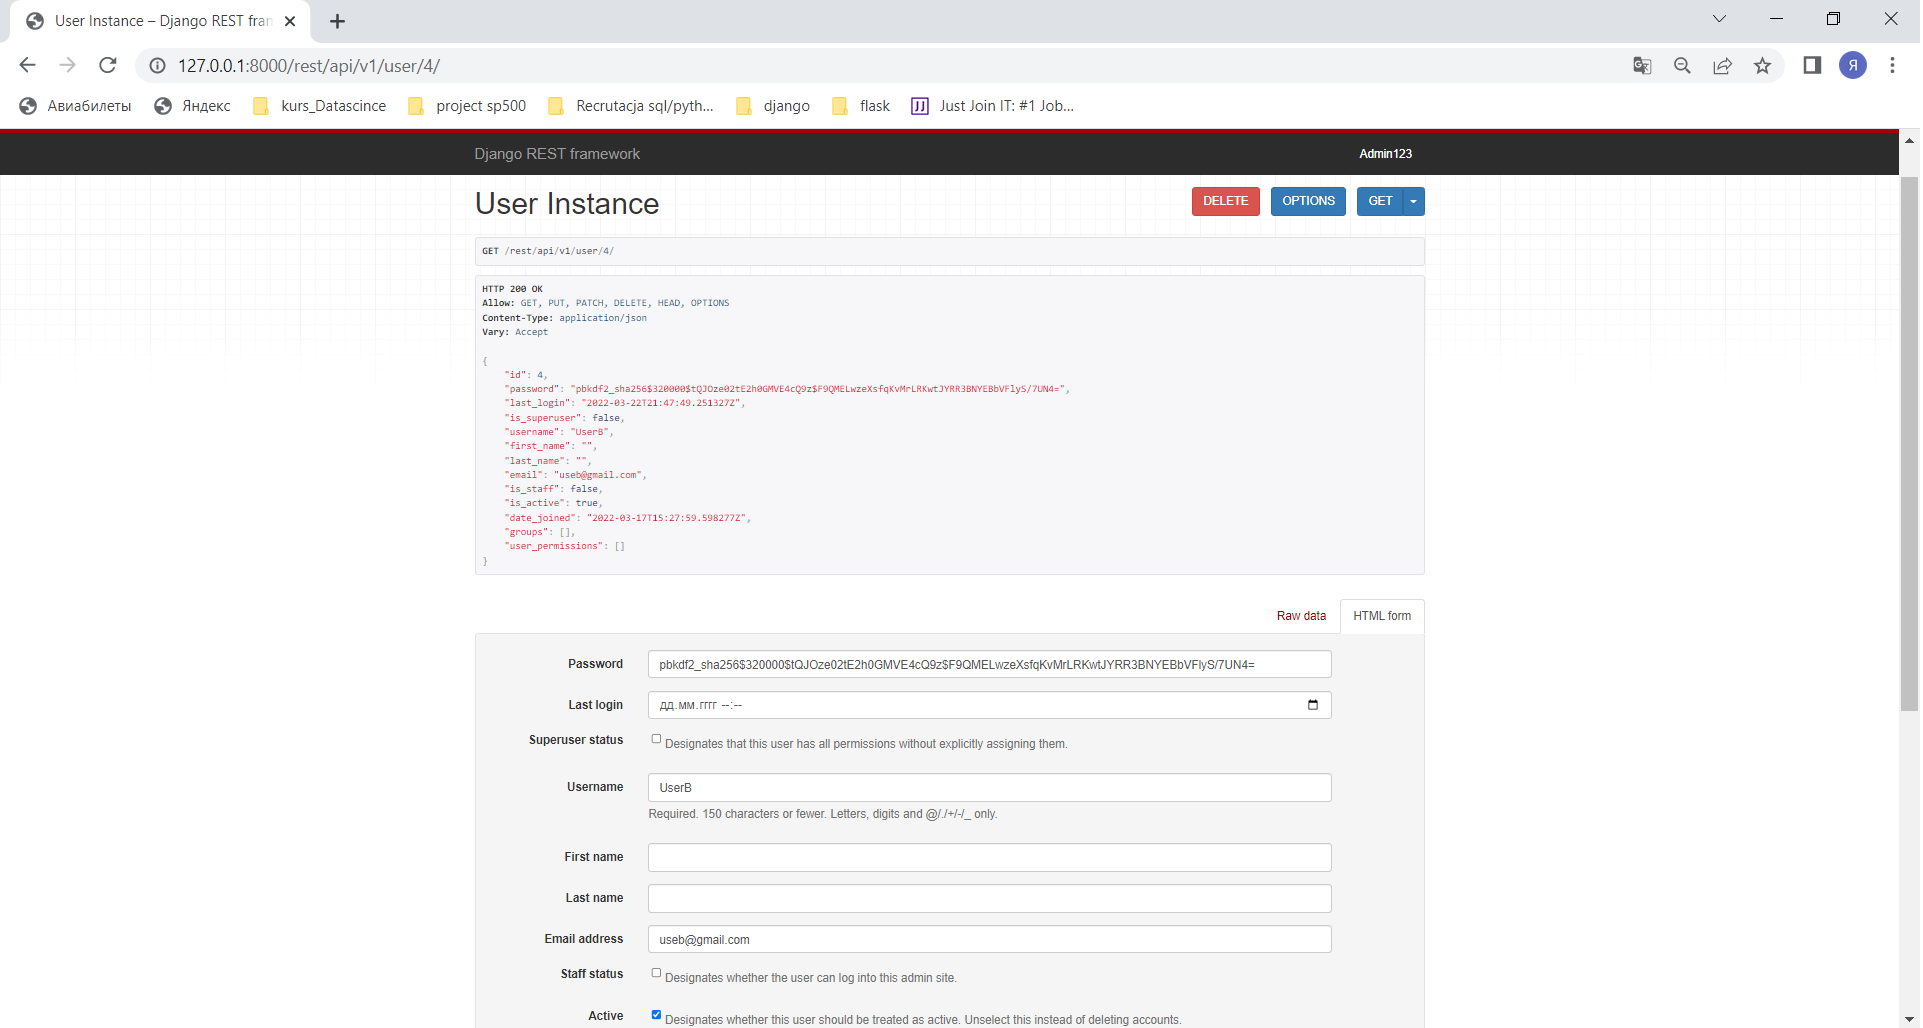 User Instance – Django REST fran
127.0.0.1:8000/rest/api/v1/user/4/
Я
Авиабилеты
Яндекс
kurs_Datascince
project sp500
Recrutacja sql/pyth...
django
flask
JJ
Just Join IT: #1 Job...
Django REST framework
Admin123
User Instance
DELETE
OPTIONS
GET
GET /rest/api/v1/user/4/
HTTP 200 OK
Allow: GET, PUT, PATCH, DELETE, HEAD, OPTIONS
Content-Type: application/json
Vary: Accept
{
"id": 4,
"password": "pbkdf2_sha256$320000$tQJOze02tE2h0GMVE4cQ9z$F9QMELwzeXsfqKvMrLRKwtJYRR3BNYEBbVFlyS/7UN4=",
"last_login": "2022-03-22T21:47:49.251327Z",
"is_superuser": false,
"username": "UserB",
"first_name": "",
"last_name": "",
"email": "useb@gmail.com",
"is_staff": false,
"is_active": true,
"date_joined": "2022-03-17T15:27:59.598277Z",
"groups": [],
"user_permissions": []
}
Raw data
HTML form
Password
pbkdf2_sha256$320000$tQJOze02tE2h0GMVE4cQ9z$F9QMELwzeXsfqKvMrLRKwtJYRR3BNYEBbVFlyS/7UN4=
Last login
дд.мм.гггг --:--
Superuser status
Designates that this user has all permissions without explicitly assigning them.
Username
UserB
Required. 150 characters or fewer. Letters, digits and @/./+/-/_ only.
First name
Last name
Email address
useb@gmail.com
Staff status
Designates whether the user can log into this admin site.
Active
Designates whether this user should be treated as active. Unselect this instead of deleting accounts.